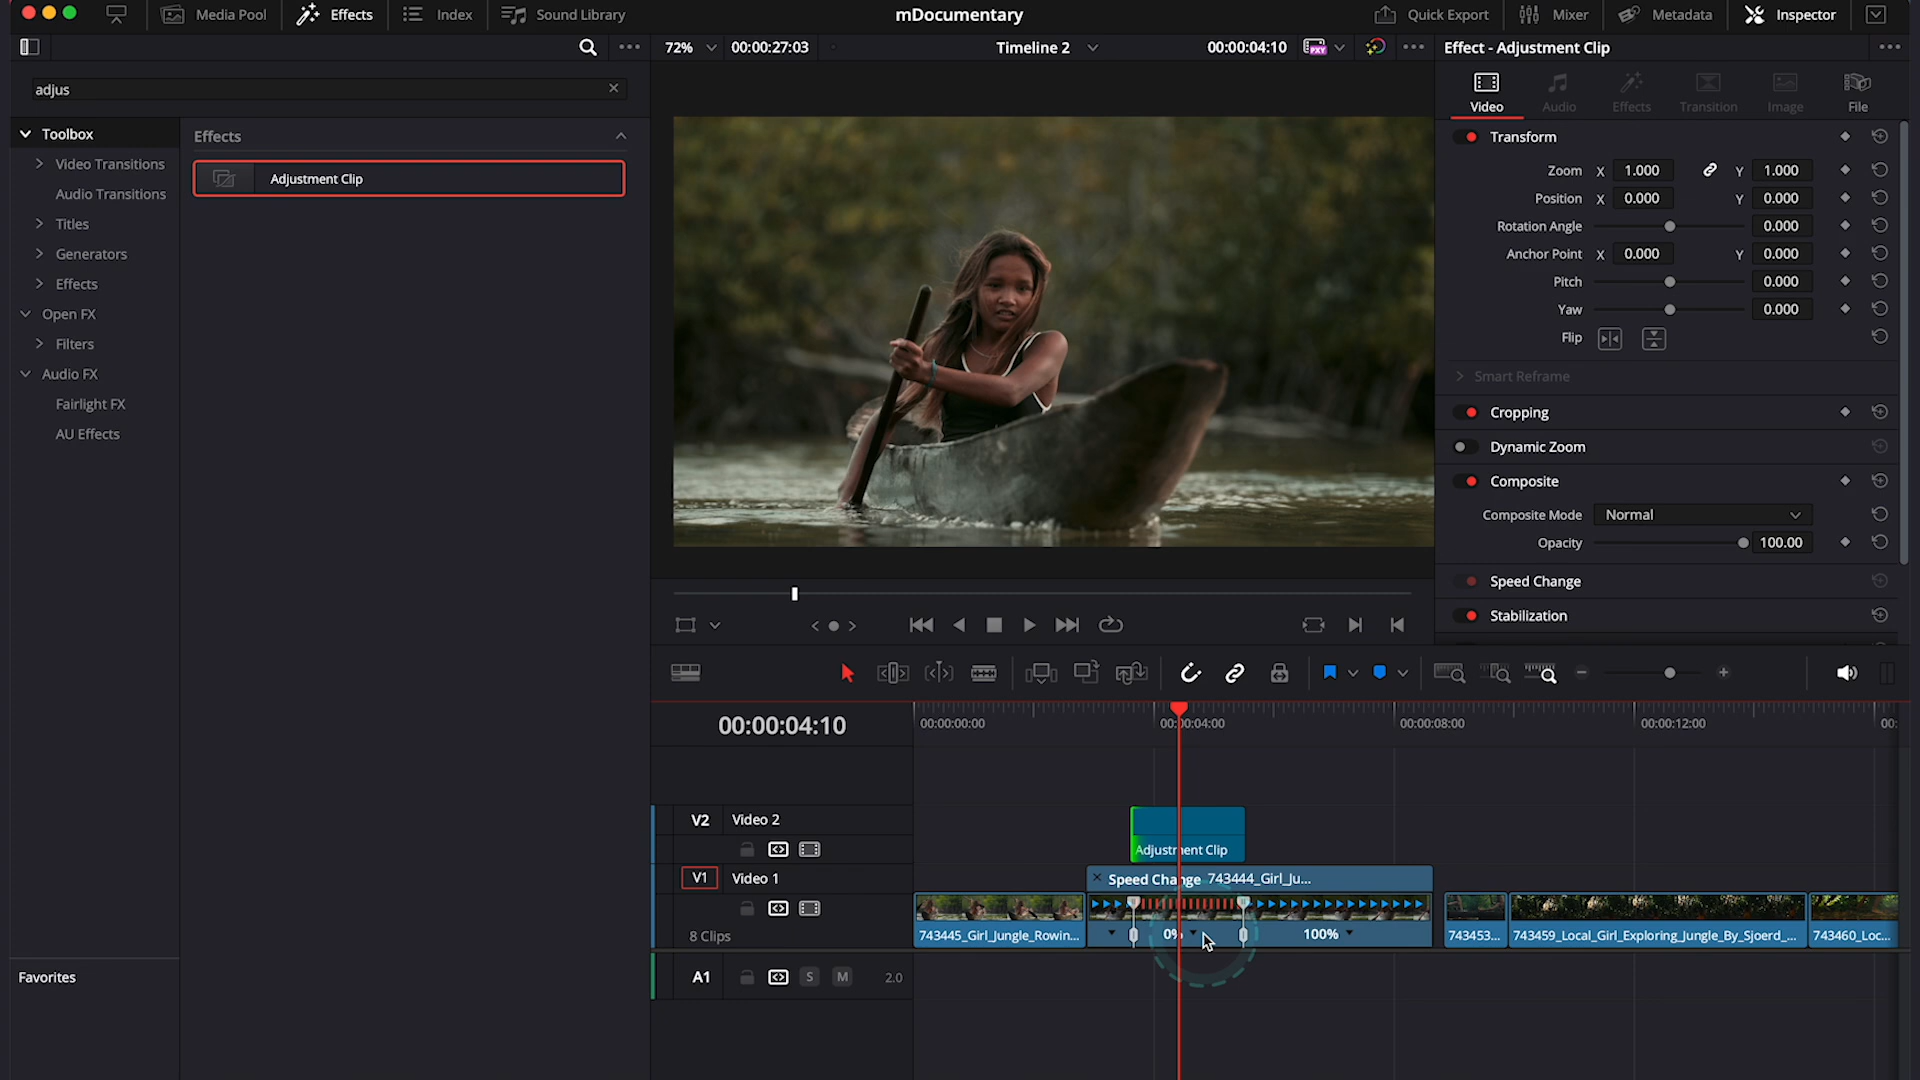 Media Pool
Effects
Index
Sound Library
mDocumentary
Quick Export
Mixer
Metadata
Inspector
72%
00:00:27:03
Timeline 2
00:00:04:10
PXY
Effect - Adjustment Clip
adjus
Video
Audio
Effects
Transition
Image
File
Toolbox
Video Transitions
Audio Transitions
Titles
Generators
Effects
Open FX
Filters
Audio FX
Fairlight FX
AU Effects
Favorites
Effects
Adjustment Clip
Transform
Zoom X 1.000 Y 1.000
Position X 0.000 Y 0.000
Rotation Angle 0.000
Anchor Point X 0.000 Y 0.000
Pitch 0.000
Yaw 0.000
Flip
Smart Reframe
Cropping
Dynamic Zoom
Composite
Composite Mode Normal
Opacity 100.00
Speed Change
Stabilization
00:00:04:10
00:00:00:00
00:00:04:00
00:00:08:00
00:00:12:00
00:
V2 Video 2
Adjustment Clip
V1 Video 1
8 Clips
Speed Change 743444_Girl_Ju...
0%
100%
743445_Girl_Jungle_Rowin...
743453...
743459_Local_Girl_Exploring_Jungle_By_Sjoerd_...
743460_Loc...
A1 S M 2.0